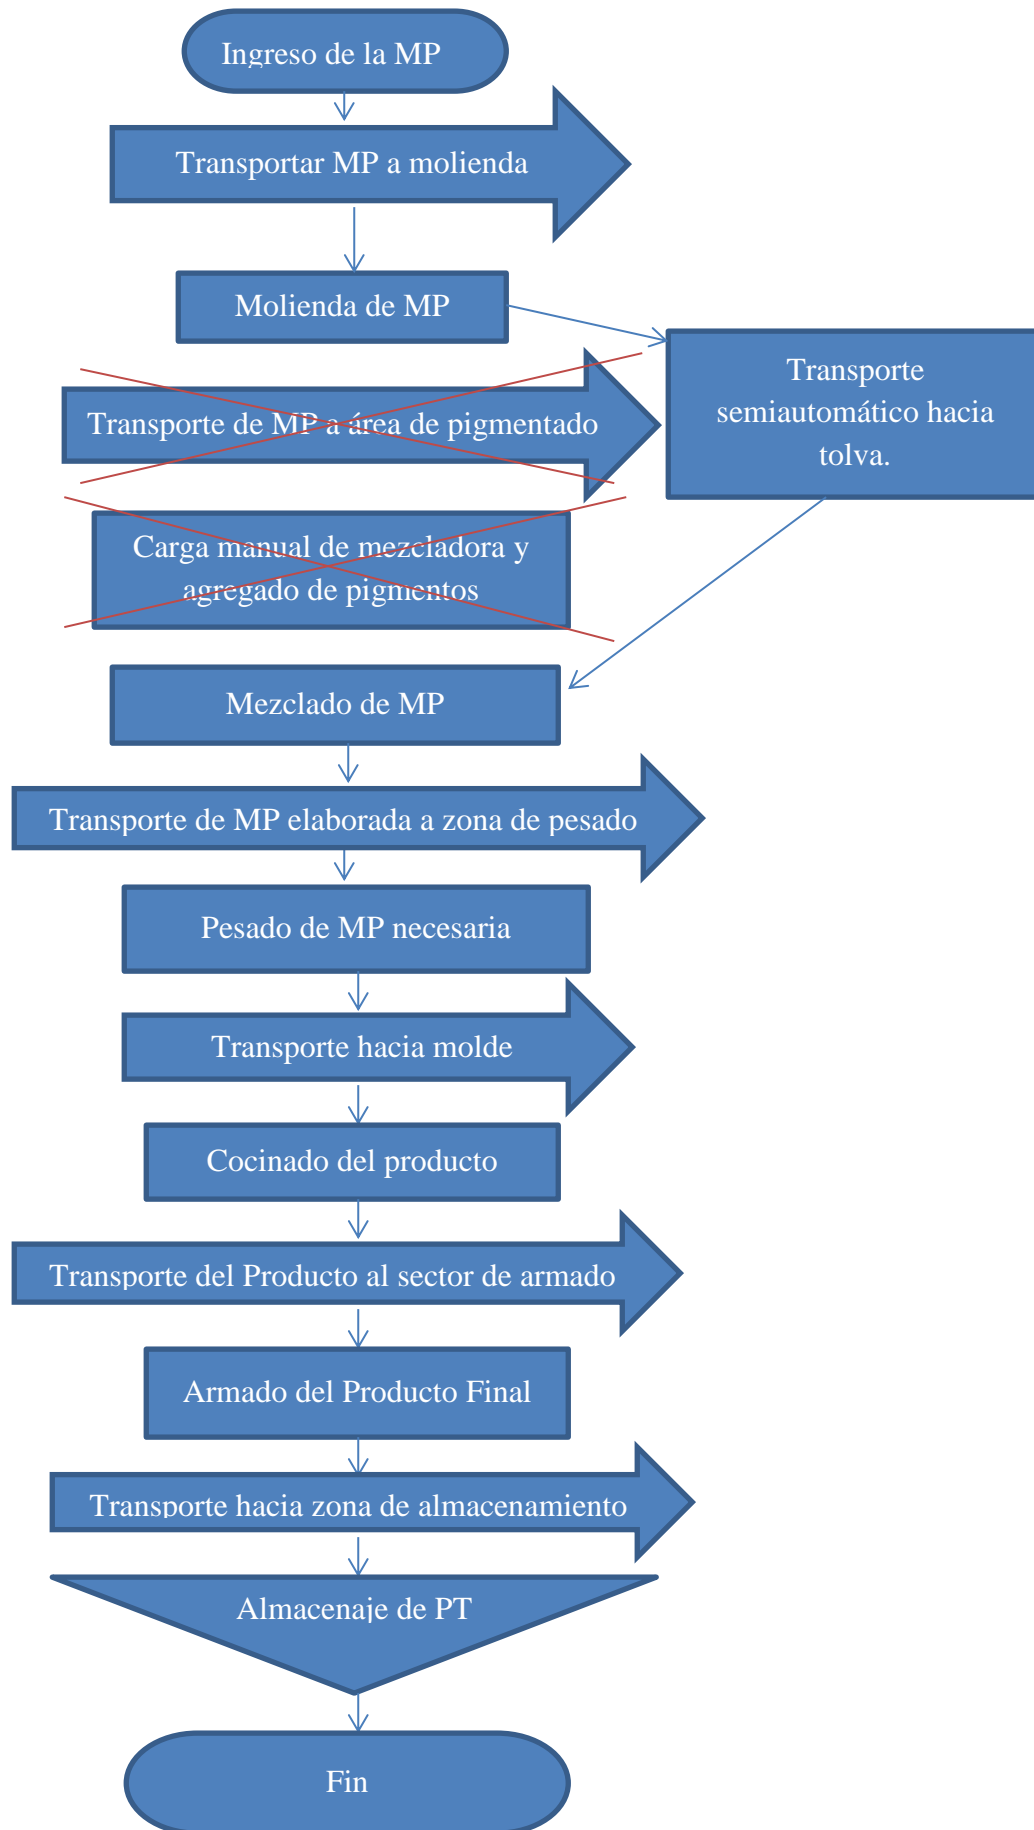 Ingreso de la MP
Transportar MP a molienda
Molienda de MP
Transporte
semiautomático hacia
tolva.
Transporte de MP a área de pigmentado
Carga manual de mezcladora y
agregado de pigmentos
Mezclado de MP
Transporte de MP elaborada a zona de pesado
Pesado de MP necesaria
Transporte hacia molde
Cocinado del producto
Transporte del Producto al sector de armado
Armado del Producto Final
Transporte hacia zona de almacenamiento
Almacenaje de PT
Fin